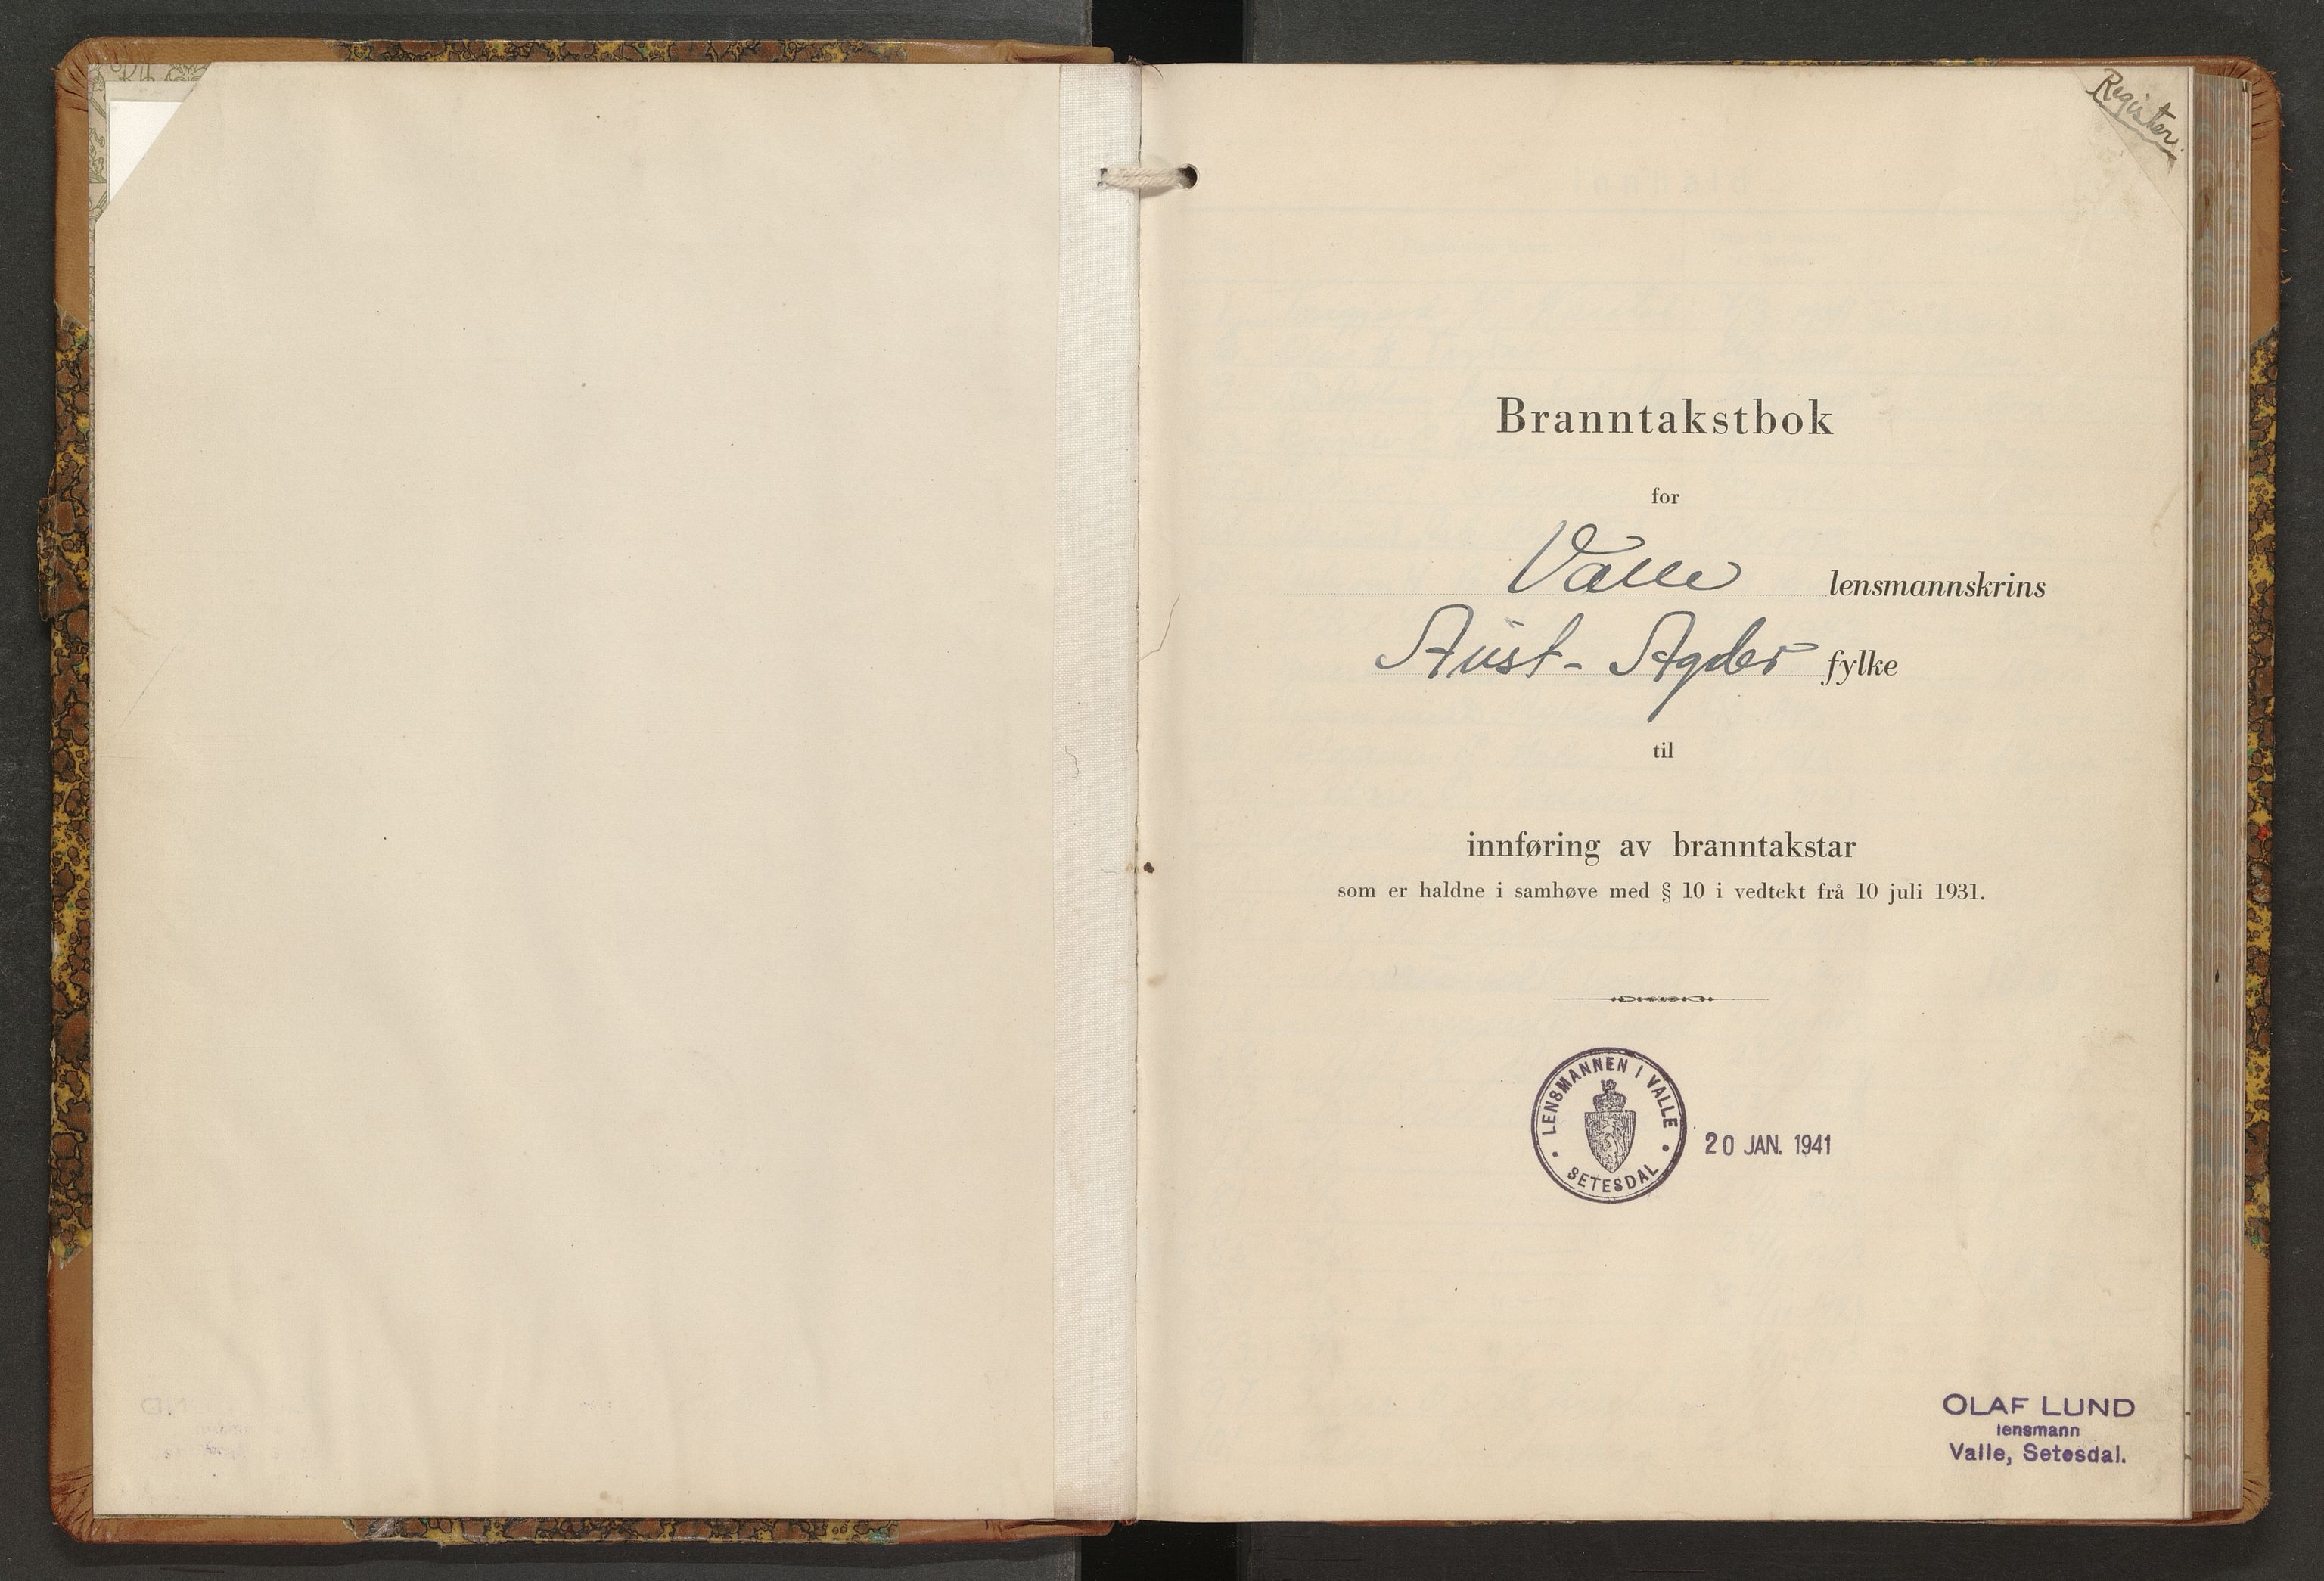 Register.
Branntakstbok
for
Valle lensmannskrins
Aust-Agder fylke
til
innføring av branntakstar
som er haldne i samhøve med § 10 i vedtekt frå 10 juli 1931.
LENSMANNEN I VALLE
• SETESDAL •
20 JAN. 1941
OLAF LUND
lensmann
Valle, Setesdal.